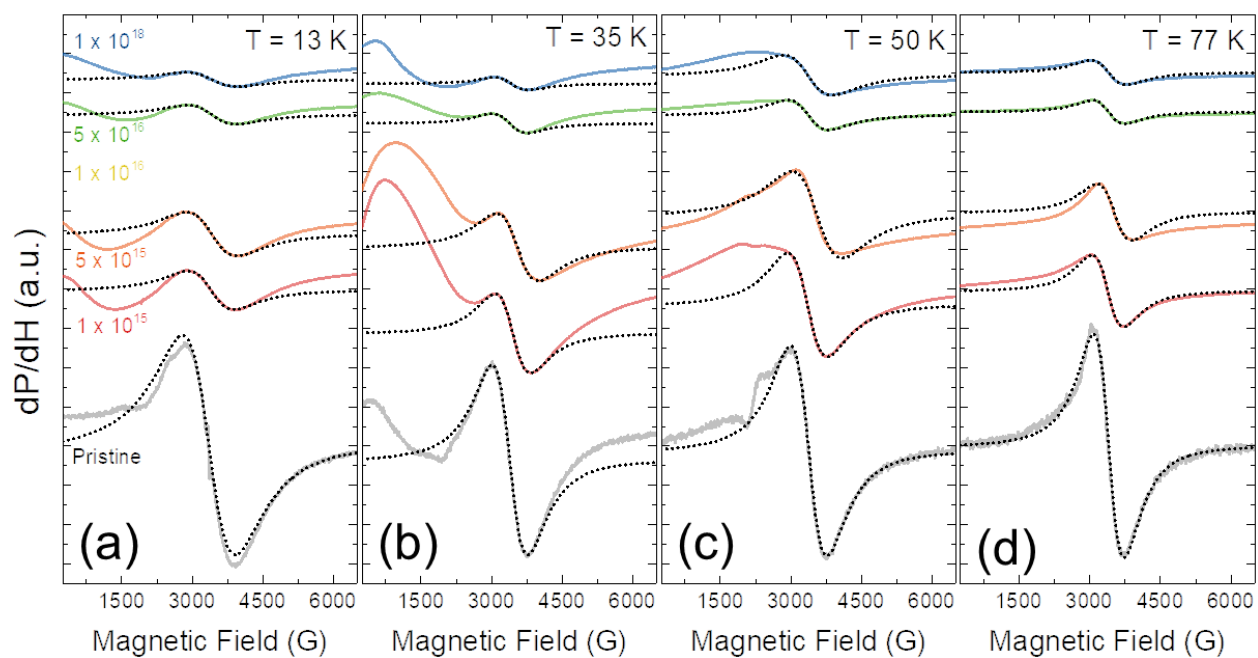 dP/dH (a.u.)
1 x 10¹⁸
5 x 10¹⁶
1 x 10¹⁶
5 x 10¹⁵
1 x 10¹⁵
Pristine
T = 13 K
(a)
1500 3000 4500 6000
Magnetic Field (G)
T = 35 K
(b)
1500 3000 4500 6000
Magnetic Field (G)
T = 50 K
(c)
1500 3000 4500 6000
Magnetic Field (G)
T = 77 K
(d)
1500 3000 4500 6000
Magnetic Field (G)